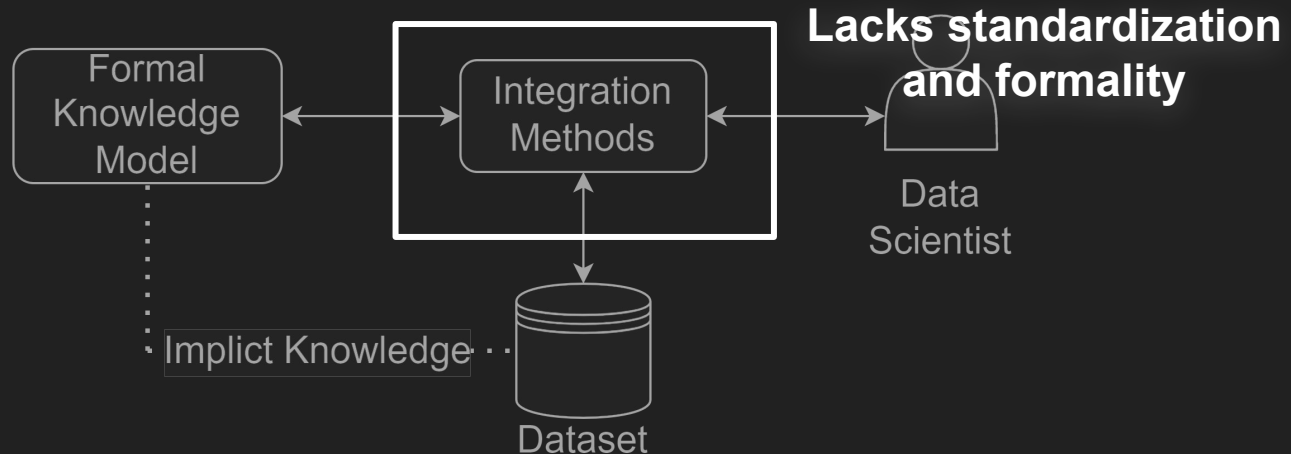 Lacks standardization
and formality
Formal
Knowledge
Model
Integration
Methods
Data
Scientist
Implict Knowledge
Dataset